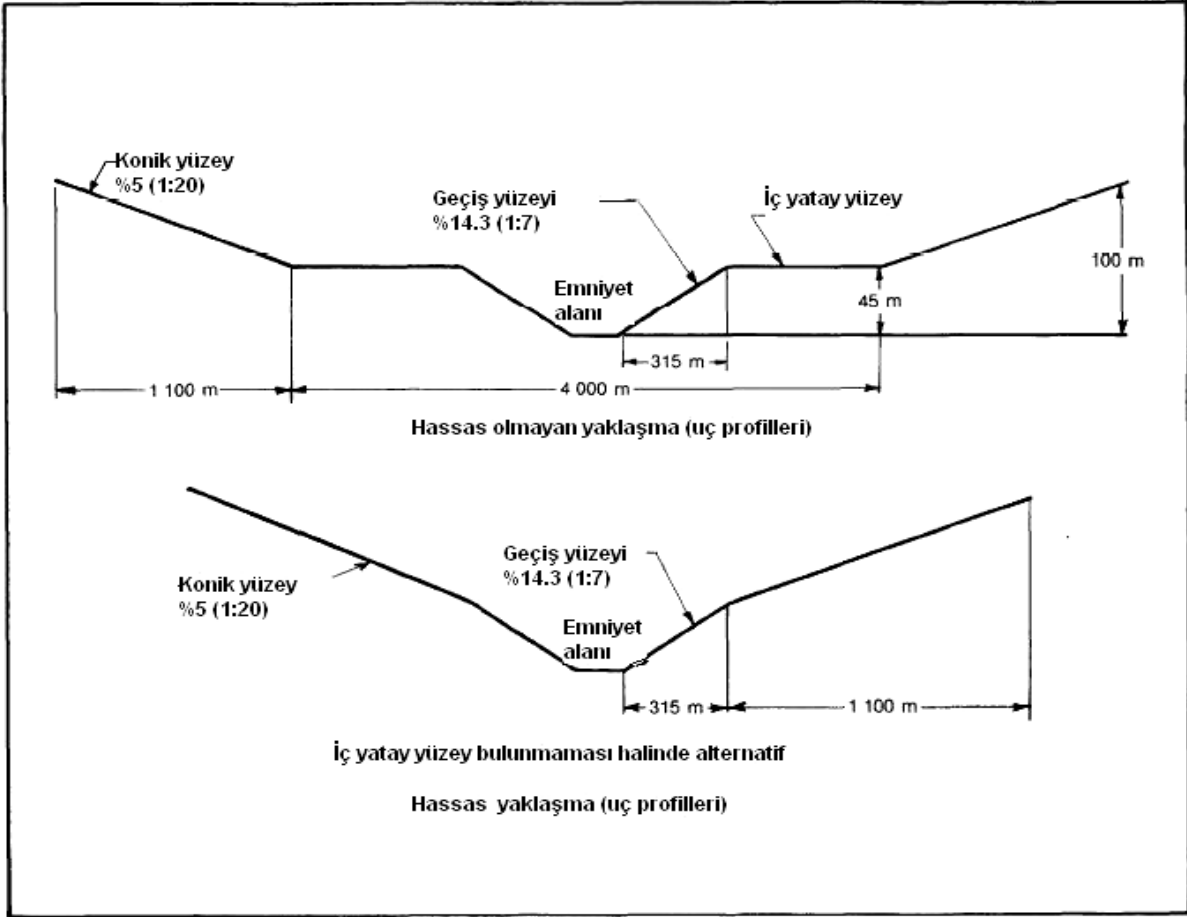 Konik yüzey
%5 (1:20)
Geçiş yüzeyi
%14.3 (1:7)
İç yatay yüzey
Emniyet
alanı
100 m
45 m
315 m
1 100 m
4 000 m
Hassas olmayan yaklaşma (uç profilleri)
Konik yüzey
%5 (1:20)
Geçiş yüzeyi
%14.3 (1:7)
Emniyet
alanı
315 m
1 100 m
İç yatay yüzey bulunmaması halinde alternatif
Hassas yaklaşma (uç profilleri)